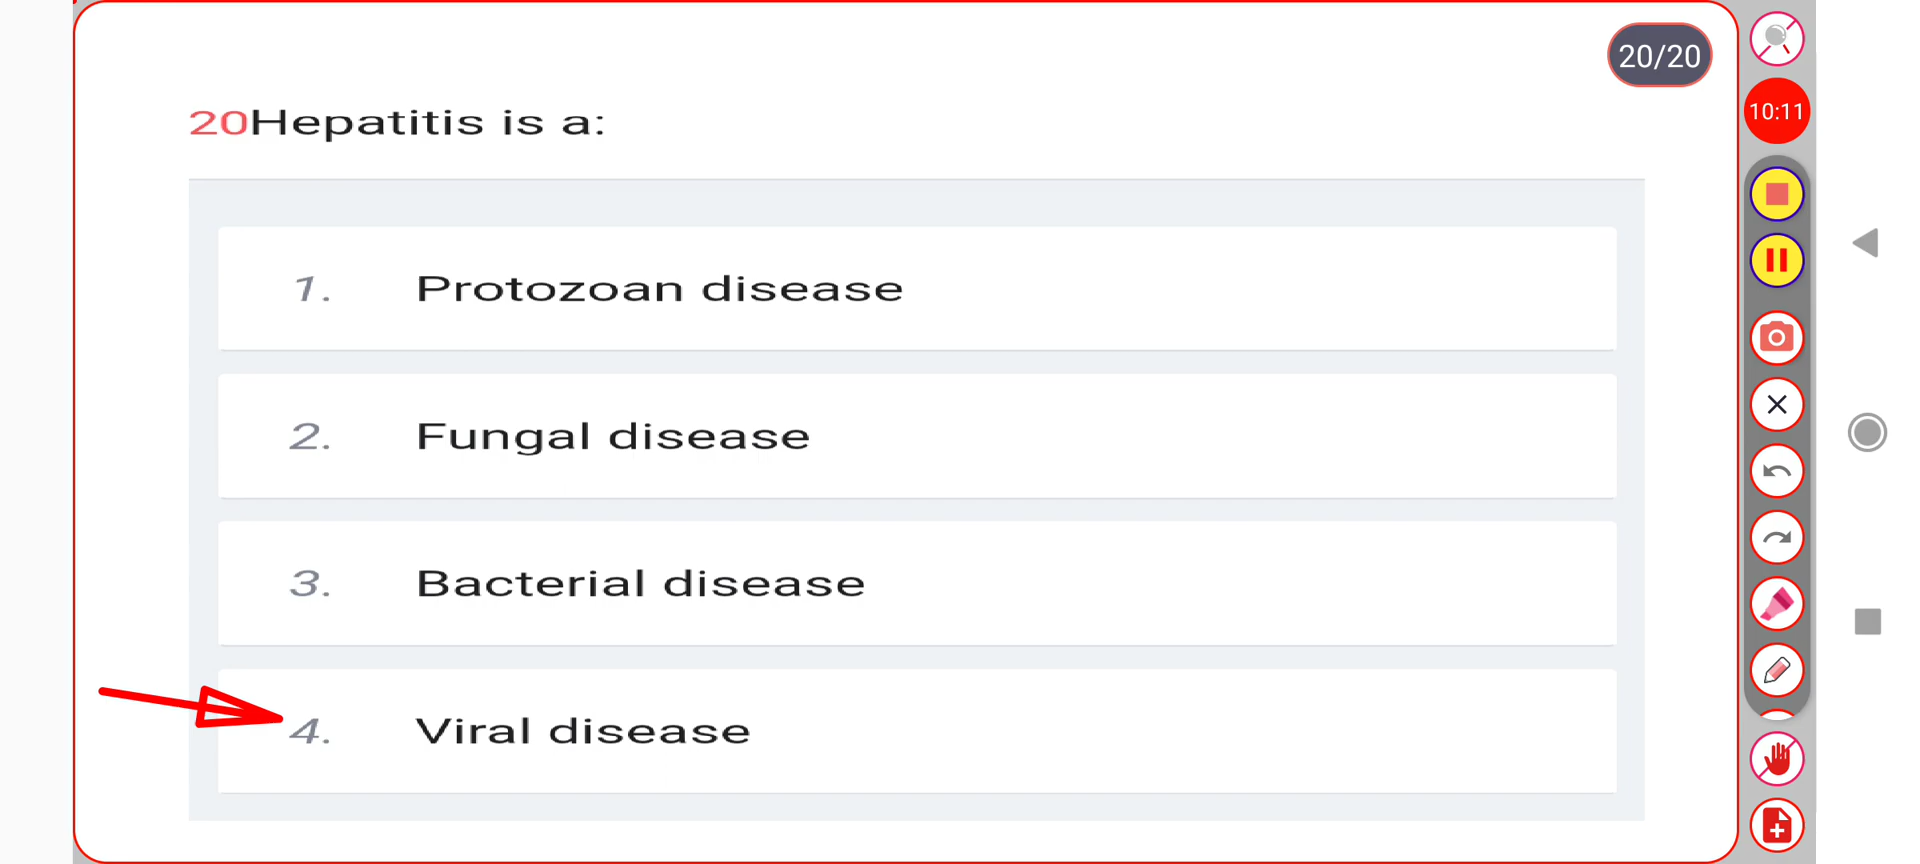 20/20
10:11
20Hepatitis is a:
1. Protozoan disease
2. Fungal disease
3. Bacterial disease
4. Viral disease